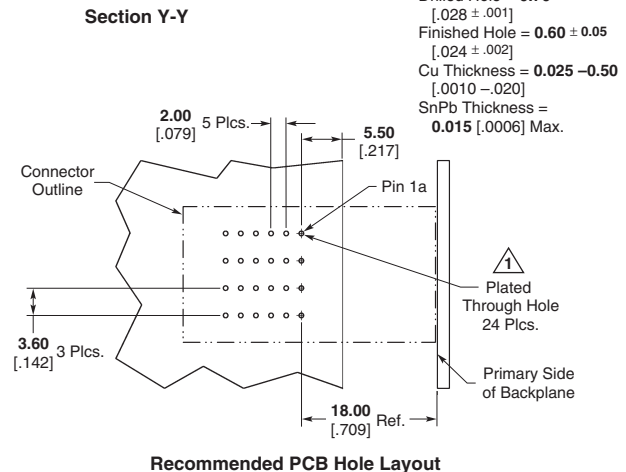 Section Y-Y
[.028 ± .001]
Finished Hole = 0.60 ± 0.05
[.024 ± .002]
Cu Thickness = 0.025 –0.50
[.0010 –.020]
SnPb Thickness =
0.015 [.0006] Max.
2.00
[.079]
5 Plcs.
5.50
[.217]
Connector
Outline
Pin 1a
1
Plated
Through Hole
24 Plcs.
3.60
[.142]
3 Plcs.
Primary Side
of Backplane
18.00
[.709]
Ref.
Recommended PCB Hole Layout